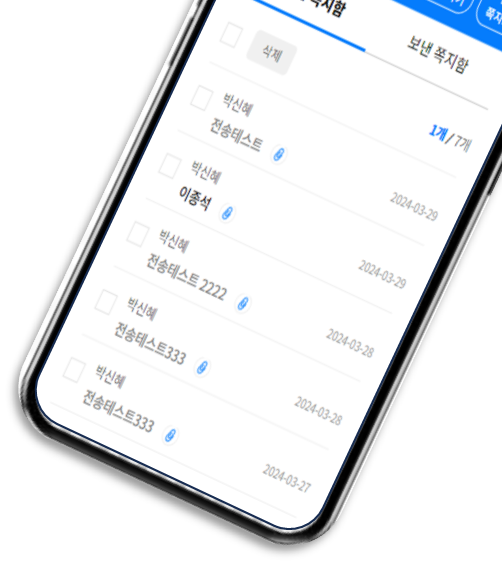 쪽지함
보낸 쪽지함
삭제
1개/7개
박신혜
전송테스트
2024-03-29
박신혜
이종석
2024-03-29
박신혜
전송테스트 2222
2024-03-28
박신혜
전송테스트333
2024-03-28
박신혜
전송테스트333
2024-03-27